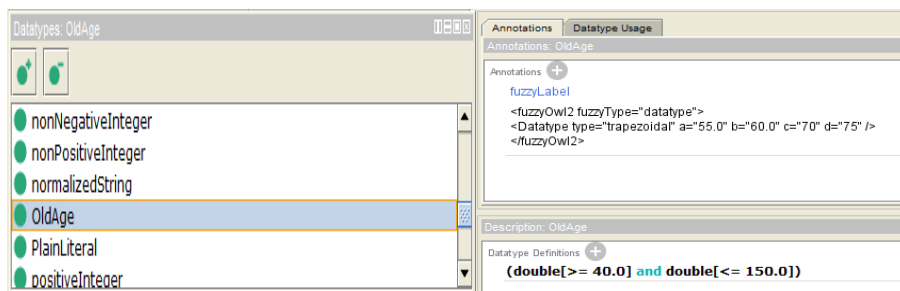 Datatypes: OldAge
nonNegativeInteger
nonPositiveInteger
normalizedString
OldAge
PlainLiteral
positiveInteger
Annotations Datatype Usage
Annotations: OldAge
Annotations
fuzzyLabel
<fuzzyOwl2 fuzzyType="datatype">
<Datatype type="trapezoidal" a="55.0" b="60.0" c="70" d="75" />
</fuzzyOwl2>
Description: OldAge
Datatype Definitions
(double[>= 40.0] and double[<= 150.0])